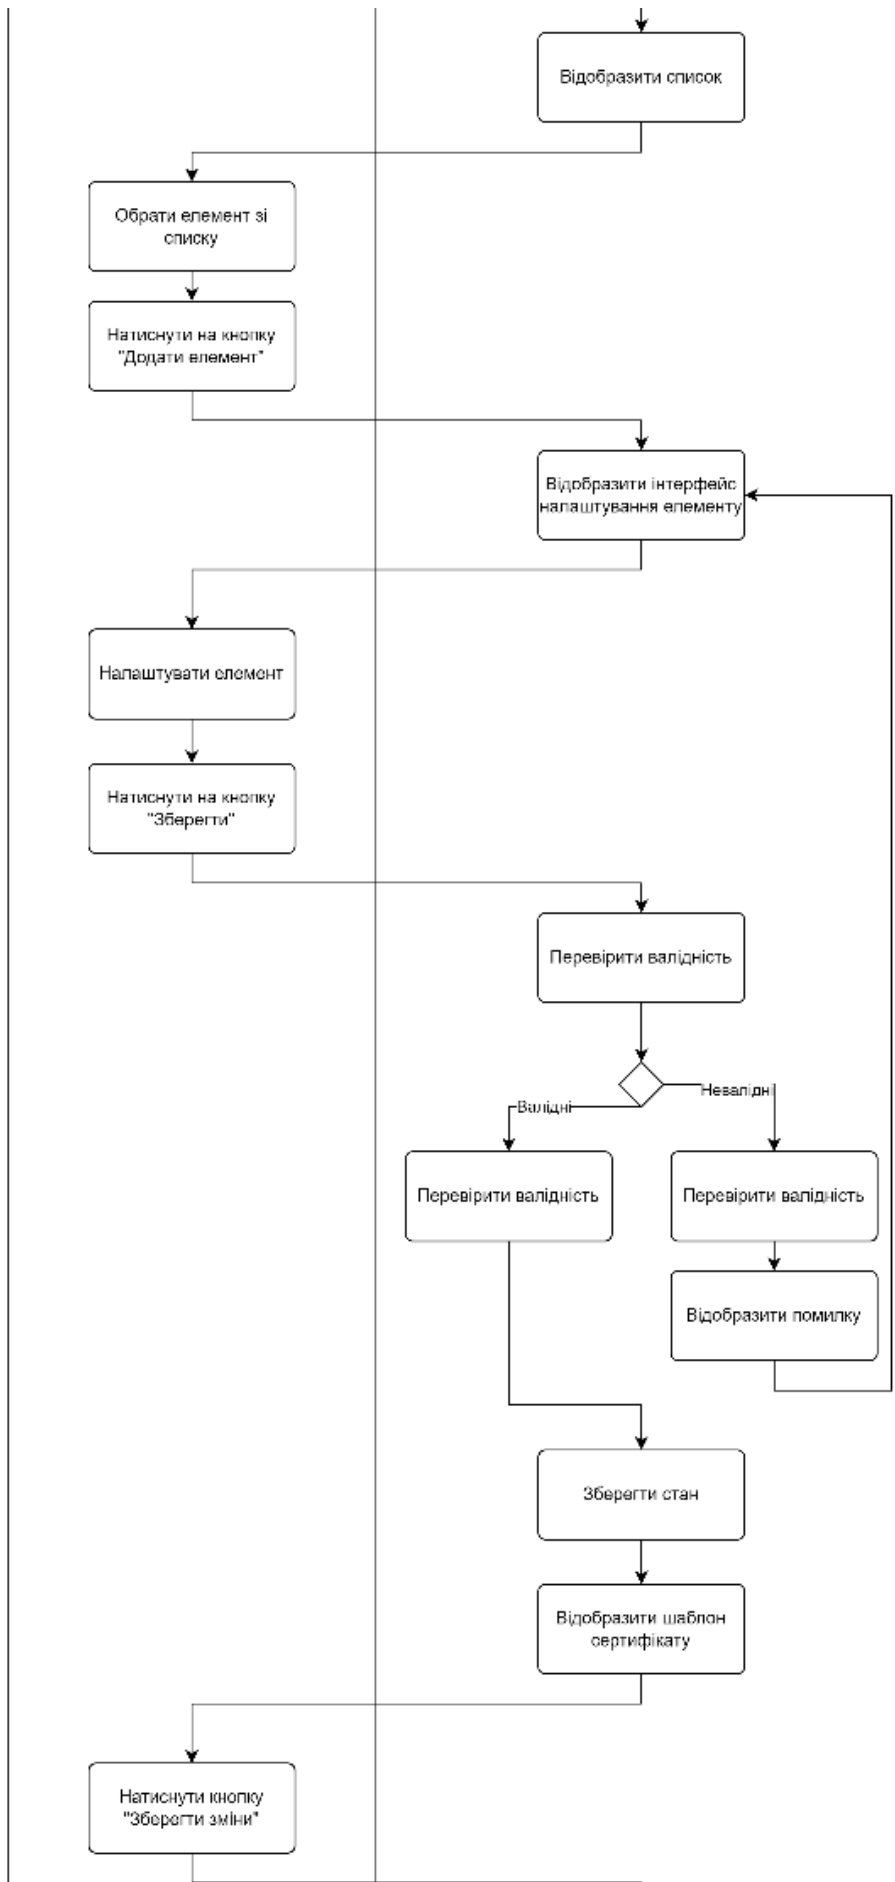 Відобразити список
Обрати елемент зі
списку
Натиснути на кнопку
"Додати елемент"
Відобразити інтерфейс
налаштування елементу
Налаштувати елемент
Натиснути на кнопку
"Зберегти"
Перевірити валідність
Валідні
Невалідні
Перевірити валідність
Перевірити валідність
Відобразити помилку
Зберегти стан
Відобразити шаблон
сертифікату
Натиснути кнопку
"Зберегти зміни"